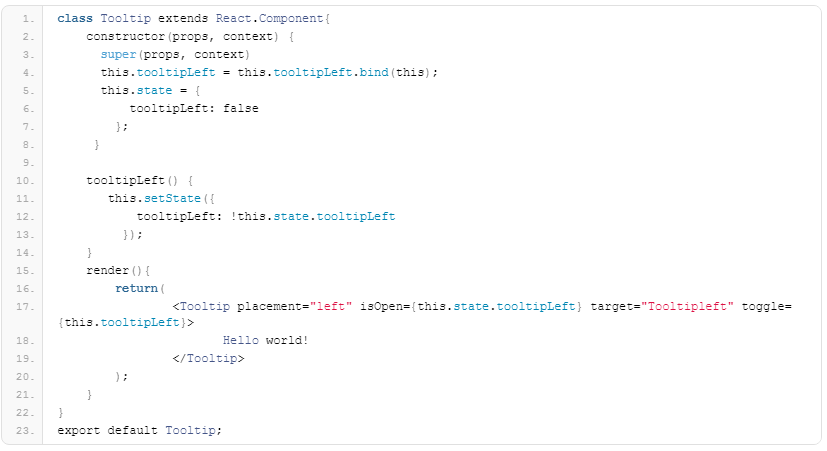 1. class Tooltip extends React.Component{
2. constructor(props, context) {
3. super(props, context)
4. this.tooltipLeft = this.tooltipLeft.bind(this);
5. this.state = {
6. tooltipLeft: false
7. };
8. }
9.
10. tooltipLeft() {
11. this.setState({
12. tooltipLeft: !this.state.tooltipLeft
13. });
14. }
15. render(){
16. return(
17. <Tooltip placement="left" isOpen={this.state.tooltipLeft} target="Tooltipleft" toggle=
{this.tooltipLeft}>
18. Hello world!
19. </Tooltip>
20. );
21. }
22. }
23. export default Tooltip;